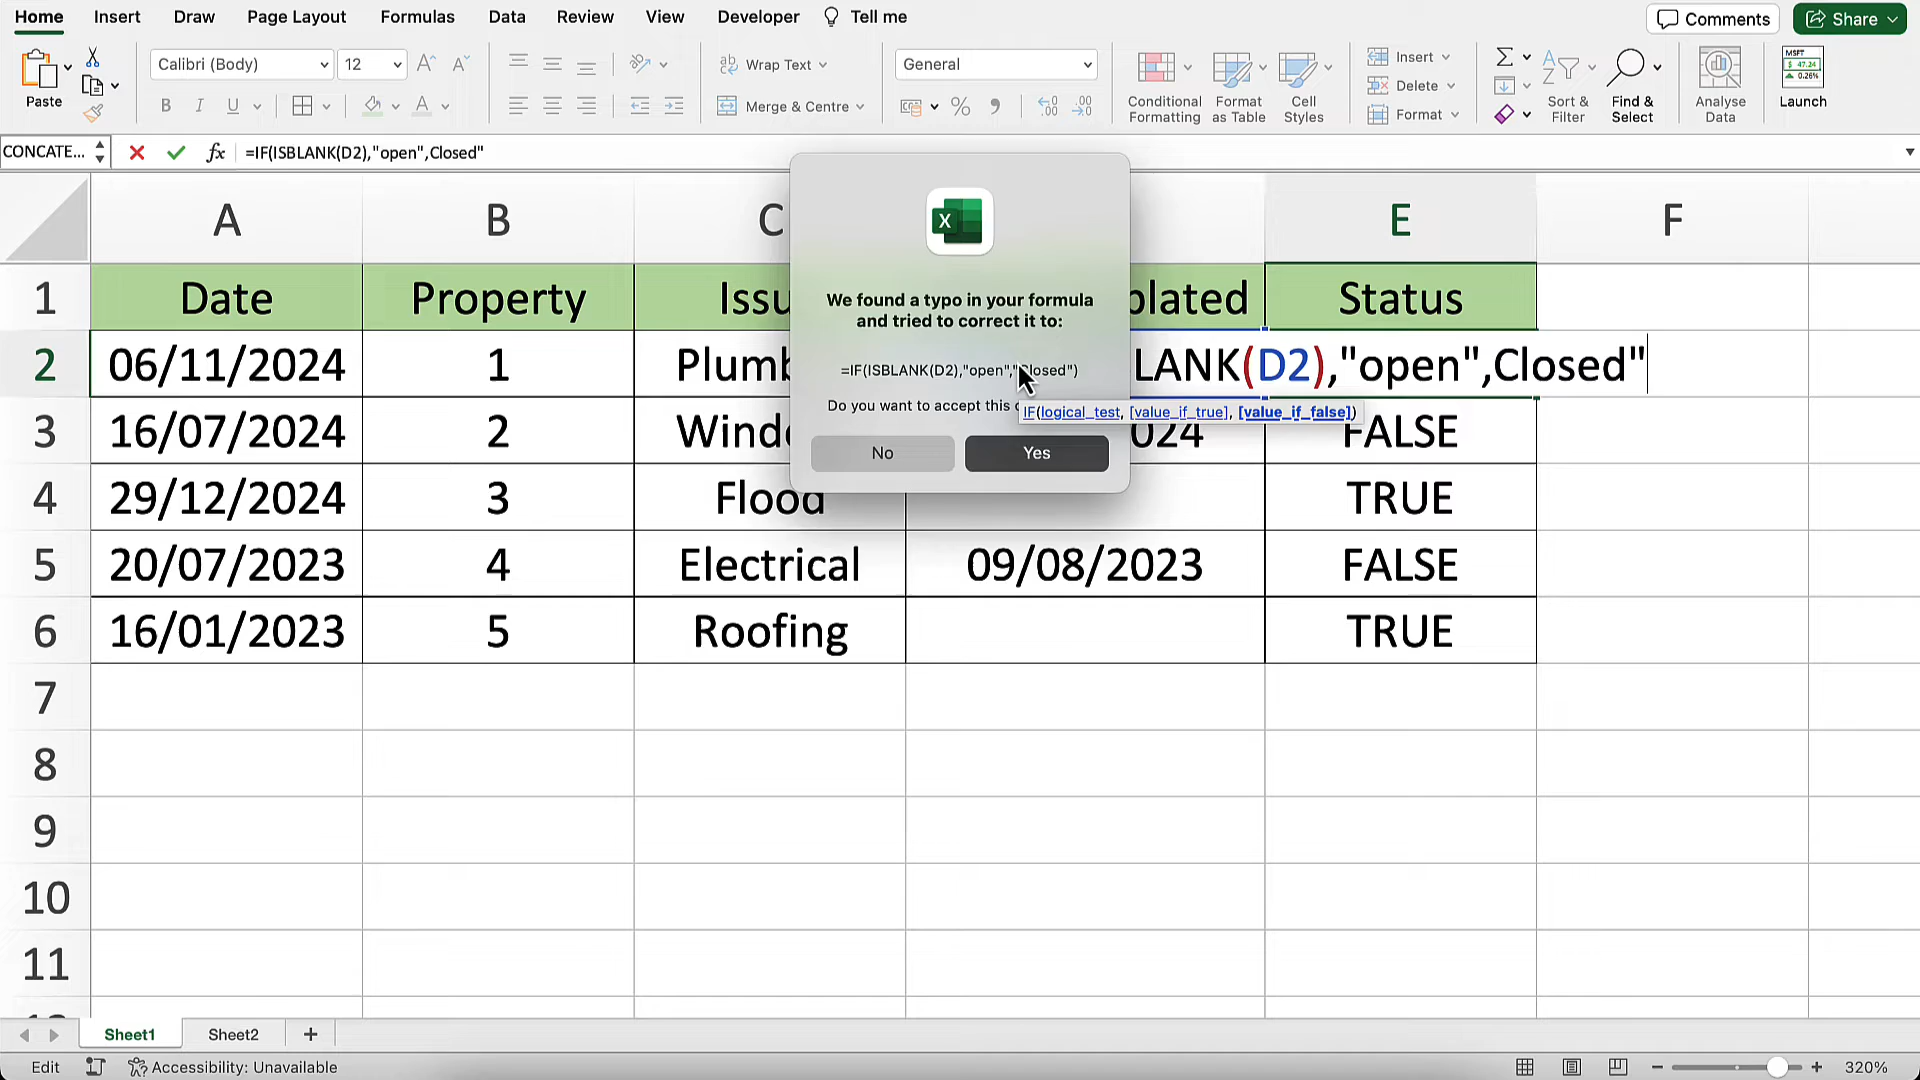 Home Insert Draw Page Layout Formulas Data Review View Developer Tell me Comments Share
Paste Calibri (Body) 12 Wrap Text General Insert
B I U Merge & Centre Delete
Conditional Formatting Format as Table Cell Styles Format Sort & Filter Find & Select Analyse Data MSFT $ 47.24 0.26% Launch
CONCATE... fx =IF(ISBLANK(D2),"open",Closed"
A B C E F
1 Date Property Issu plated Status
2 06/11/2024 1 Plumb LANK(D2),"open",Closed"
3 16/07/2024 2 Windo 024 FALSE
4 29/12/2024 3 Flood TRUE
5 20/07/2023 4 Electrical 09/08/2023 FALSE
6 16/01/2023 5 Roofing TRUE
7
8
9
10
11
We found a typo in your formula
and tried to correct it to:
=IF(ISBLANK(D2),"open","Closed")
Do you want to accept this
IF(logical_test, [value_if_true], [value_if_false])
No Yes
Sheet1 Sheet2 +
Edit Accessibility: Unavailable 320%